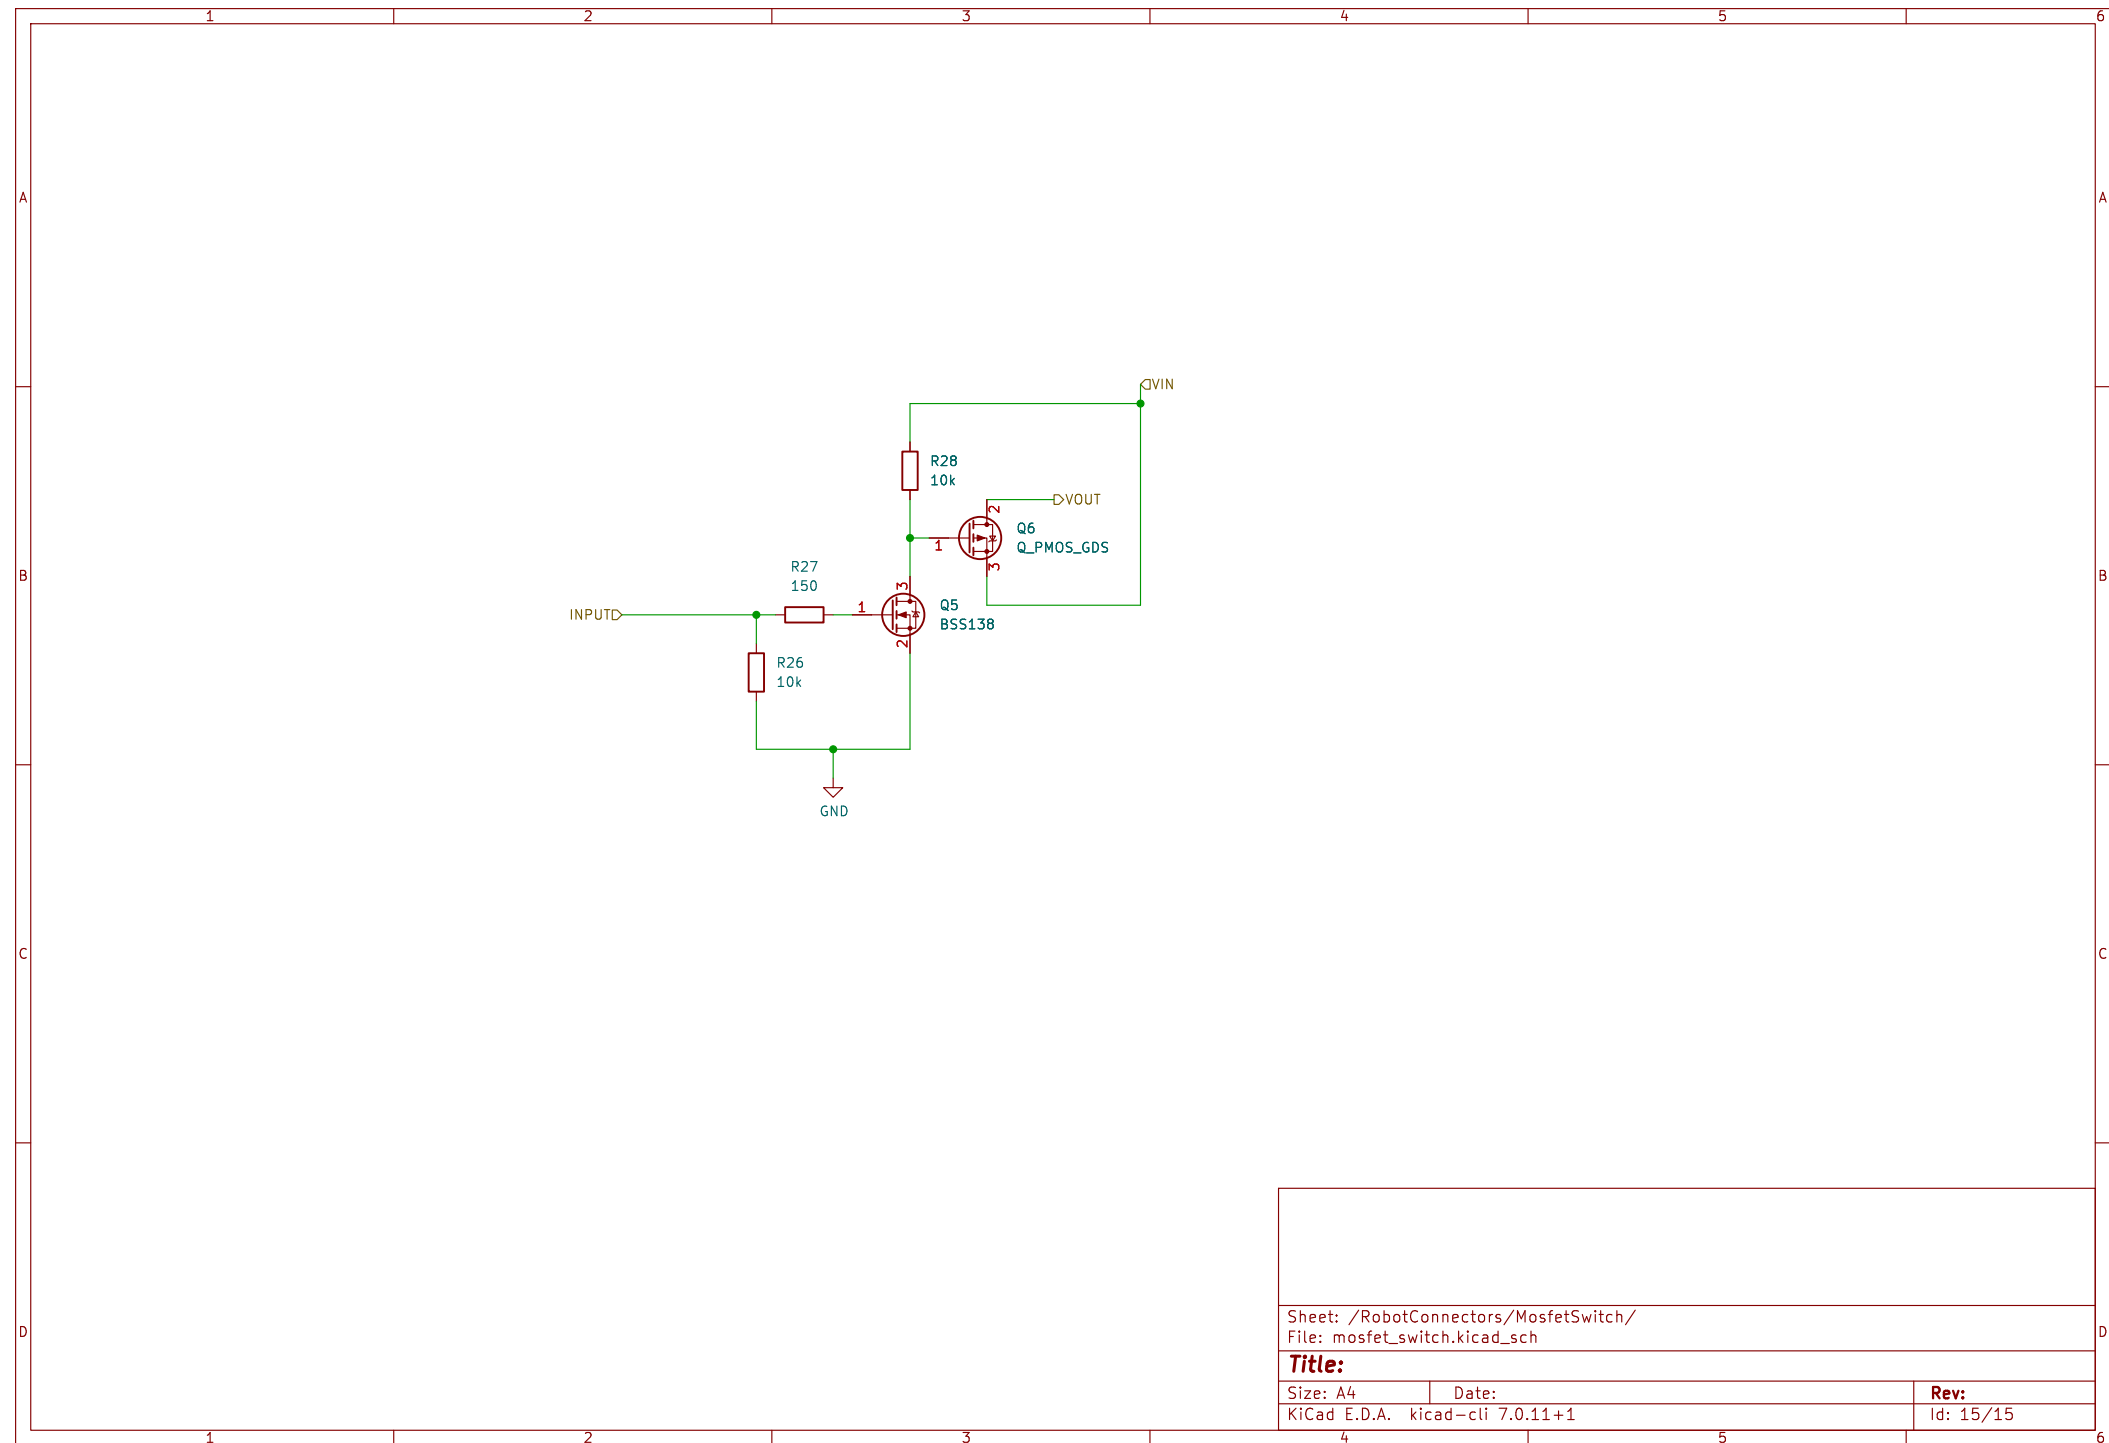 1 2 3 4 5 6
A A
VIN
R28
10k
2
VOUT
Q6
Q_PMOS_GDS
1
3
B B
R27
150
3
1
Q5
BSS138
INPUT
2
R26
10k
GND
C C
Sheet: /RobotConnectors/MosfetSwitch/
File: mosfet_switch.kicad_sch
D D
Title:
Size: A4 Date: Rev:
KiCad E.D.A. kicad-cli 7.0.11+1 Id: 15/15
1 2 3 4 5 6